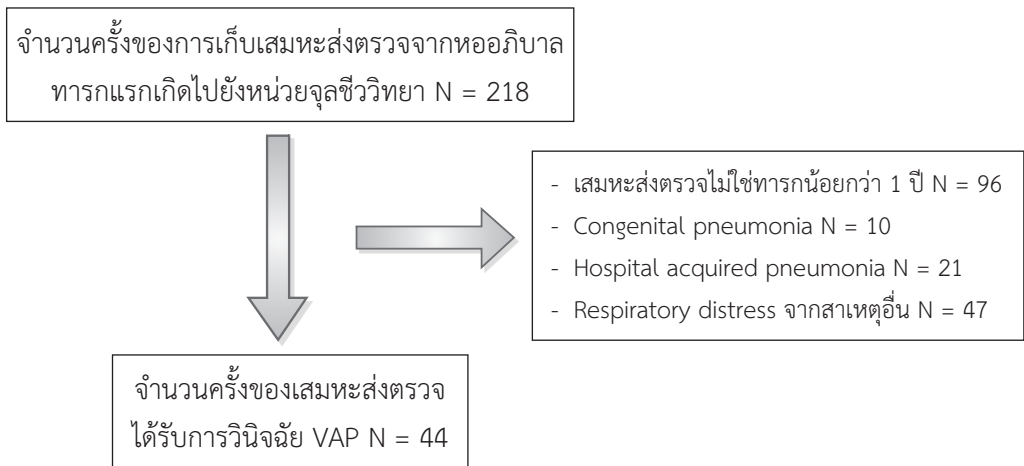 จำนวนครั้งของการเก็บเสมหะส่งตรวจจากหออภิบาล
ทารกแรกเกิดไปยังหน่วยจุลชีววิทยา N = 218
- เสมหะส่งตรวจไม่ใช่ทารกน้อยกว่า 1 ปี N = 96
- Congenital pneumonia N = 10
- Hospital acquired pneumonia N = 21
- Respiratory distress จากสาเหตุอื่น N = 47
จำนวนครั้งของเสมหะส่งตรวจ
ได้รับการวินิจฉัย VAP N = 44